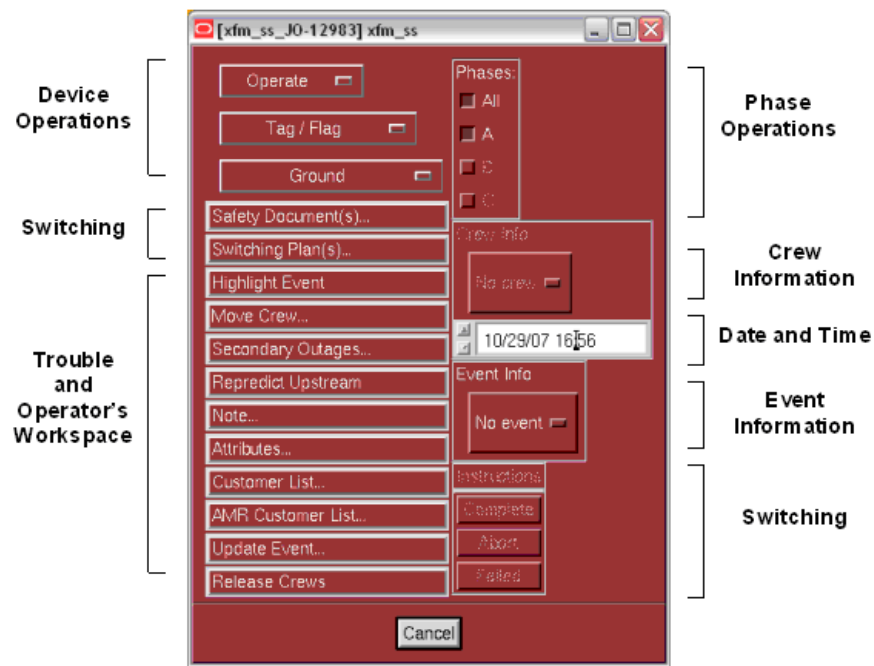 [xfm_ss_JO-12983] xfm_ss
Device
Operations
Switching
Trouble
and
Operator's
Workspace
Operate
Tag / Flag
Ground
Safety Document(s)...
Switching Plan(s)...
Highlight Event
Move Crew...
Secondary Outages...
Repredict Upstream
Note...
Attributes...
Customer List...
AMR Customer List...
Update Event...
Release Crews
Phases:
All
A
B
C
Crew Info
No crew
10/29/07 16:56
Event Info
No event
Instructions
Complete
Abort
Failed
Cancel
Phase
Operations
Crew
Information
Date and Time
Event
Information
Switching